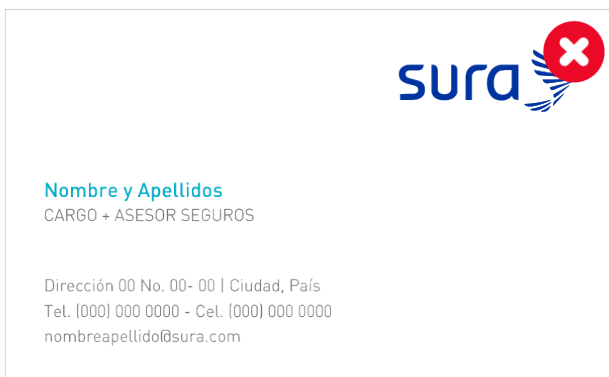 sura
Nombre y Apellidos
CARGO + ASESOR SEGUROS
Dirección 00 No. 00- 00 | Ciudad, País
Tel. (000) 000 0000 - Cel. (000) 000 0000
nombreapellido@sura.com